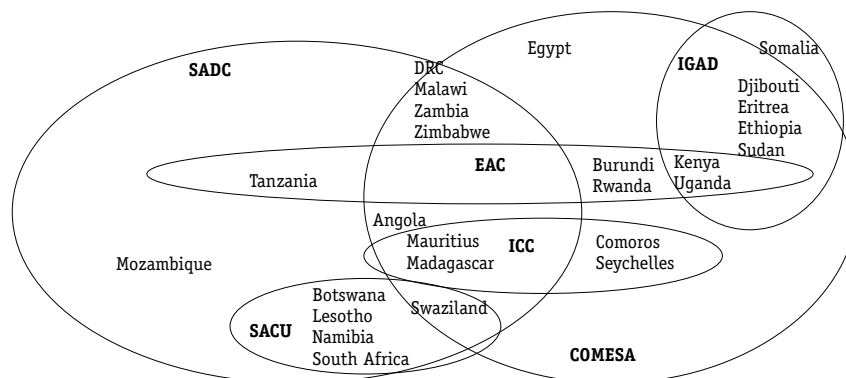 Egypt
Somalia
SADC
DRC
IGAD
Malawi
Djibouti
Zambia
Eritrea
Zimbabwe
Ethiopia
Sudan
EAC
Burundi
Kenya
Tanzania
Rwanda
Uganda
Angola
Mauritius
ICC
Comoros
Mozambique
Madagascar
Seychelles
Botswana
Swaziland
Lesotho
SACU
Namibia
South Africa
COMESA